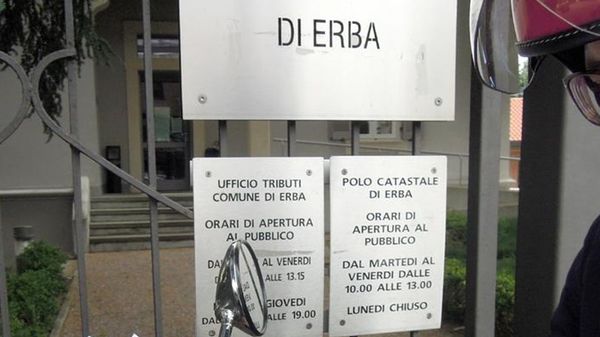 DI ERBA
UFFICIO TRIBUTI
COMUNE DI ERBA
ORARI DI APERTURA
AL PUBBLICO
DAL AL VENERDI
ALLE 13.15
GIOVEDI
DALLE 19.00
POLO CATASTALE
DI ERBA
ORARI DI
APERTURA AL
PUBBLICO
DAL MARTEDI AL
VENERDI DALLE
10.00 ALLE 13.00
LUNEDI CHIUSO